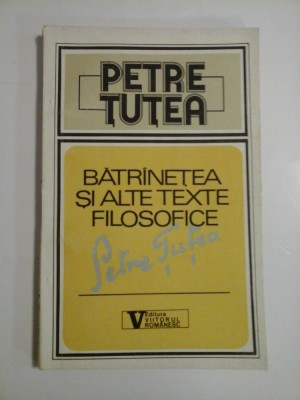 PETRE
ȚUȚEA
BĂTRÎNEȚEA
ȘI ALTE TEXTE
FILOSOFICE
Petre Țuțea
Editura
VIITORUL
ROMÂNESC